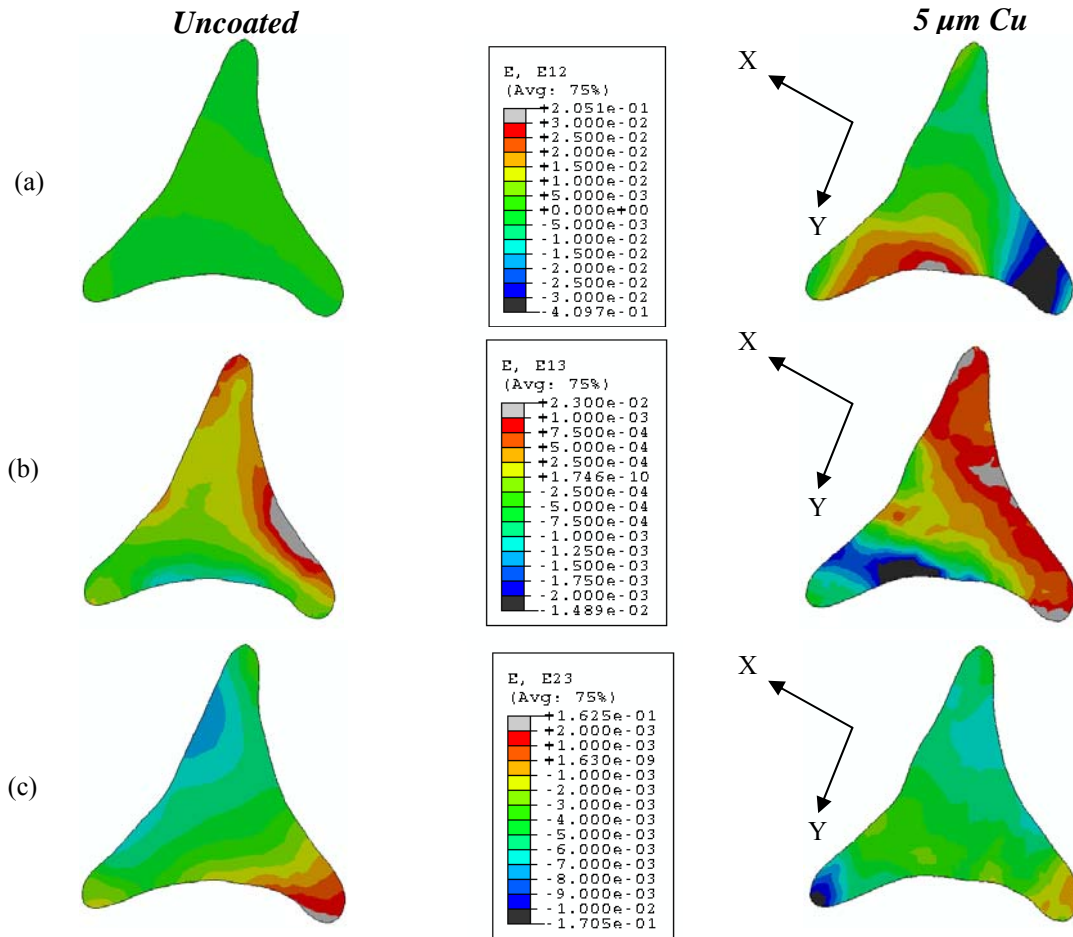 Uncoated
5 µm Cu
(a)
E, E12
(Avg: 75%)
+2.051e-01
+3.000e-02
+2.500e-02
+2.000e-02
+1.500e-02
+1.000e-02
+5.000e-03
+0.000e+00
-5.000e-03
-1.000e-02
-1.500e-02
-2.000e-02
-2.500e-02
-3.000e-02
-4.097e-01
X
Y
(b)
E, E13
(Avg: 75%)
+2.300e-02
+1.000e-03
+7.500e-04
+5.000e-04
+2.500e-04
+1.746e-10
-2.500e-04
-5.000e-04
-7.500e-04
-1.000e-03
-1.250e-03
-1.500e-03
-1.750e-03
-2.000e-03
-1.489e-02
X
Y
(c)
E, E23
(Avg: 75%)
+1.625e-01
+2.000e-03
+1.000e-03
+1.630e-09
-1.000e-03
-2.000e-03
-3.000e-03
-4.000e-03
-5.000e-03
-6.000e-03
-7.000e-03
-8.000e-03
-9.000e-03
-1.000e-02
-1.705e-01
X
Y